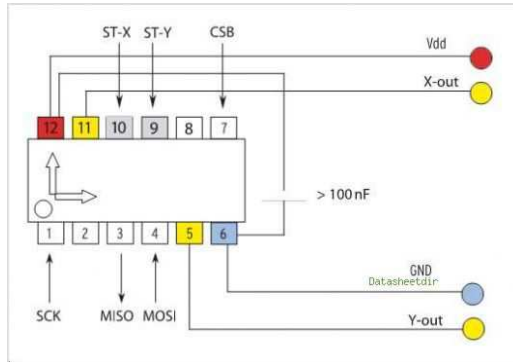 ST-X ST-Y CSB
Vdd
X-out
12 11 10 9 8 7
> 100 nF
1 2 3 4 5 6
GND
Datasheetdir
SCK MISO MOSI
Y-out